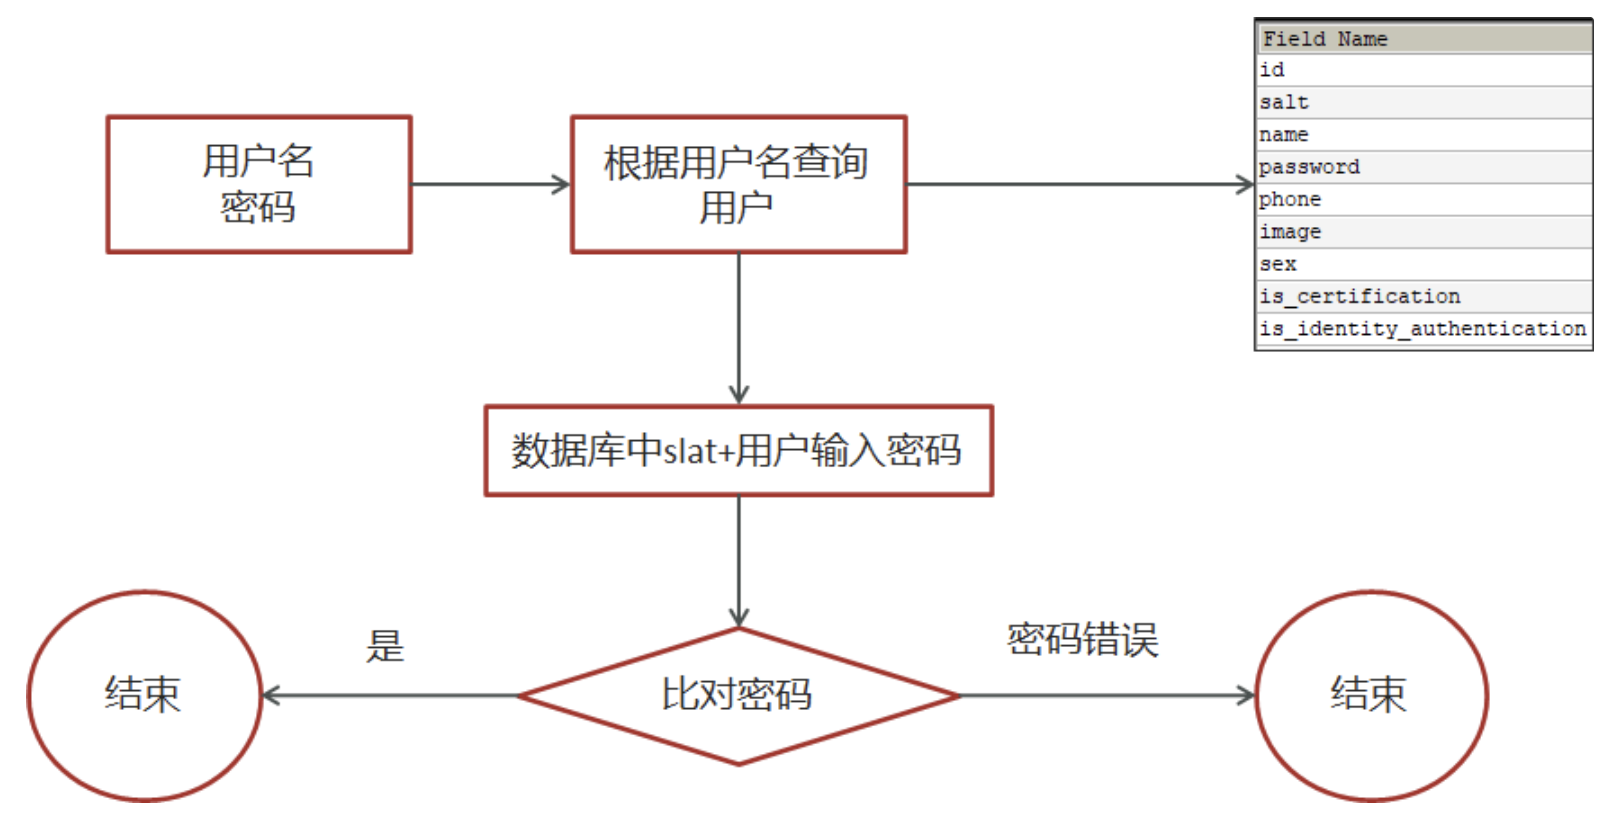 用户名
密码
根据用户名查询
用户
Field Name
id
salt
name
password
phone
image
sex
is_certification
is_identity_authentication
数据库中slat+用户输入密码
是
密码错误
结束
比对密码
结束